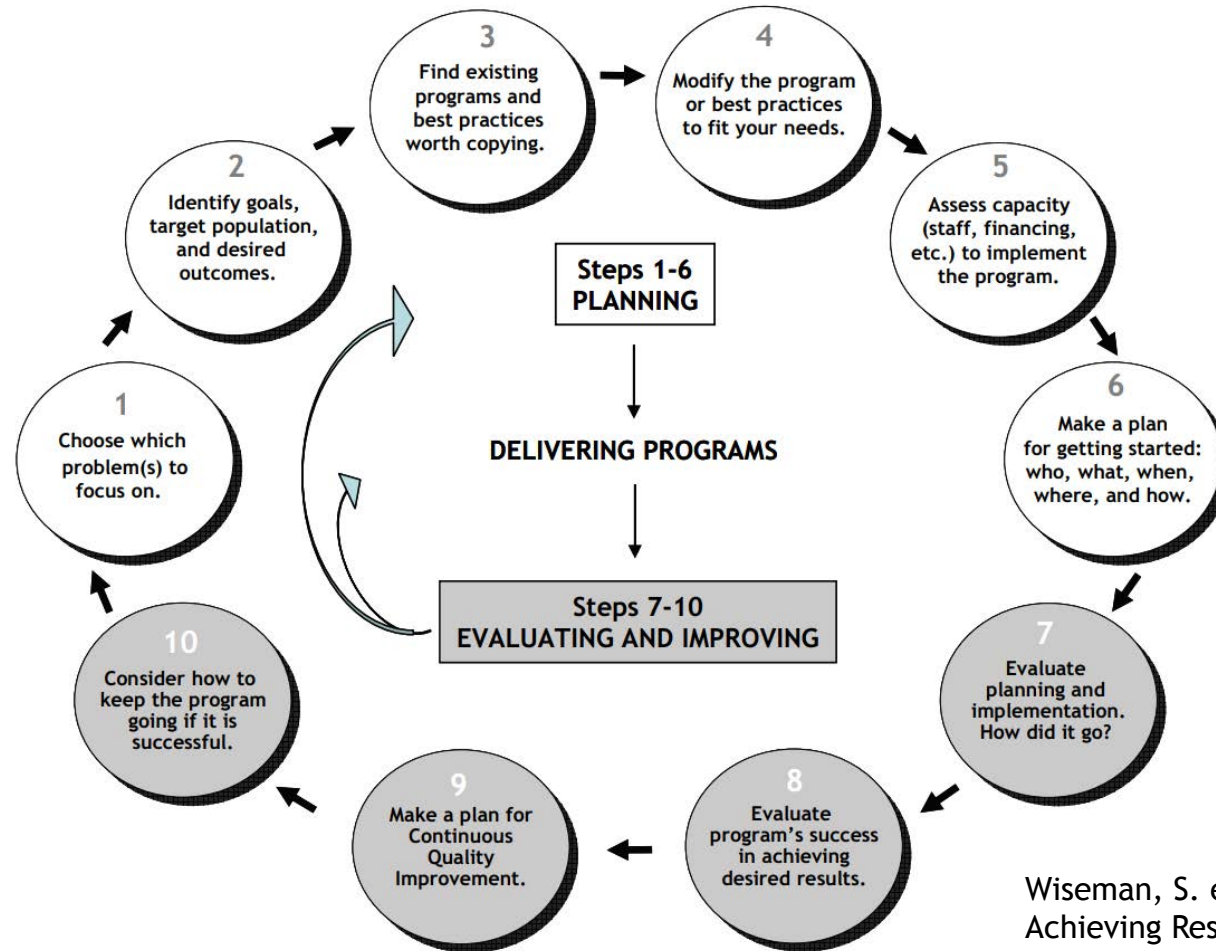 1
Choose which
problem(s) to
focus on.
2
Identify goals,
target population,
and desired
outcomes.
3
Find existing
programs and
best practices
worth copying.
4
Modify the program
or best practices
to fit your needs.
5
Assess capacity
(staff, financing,
etc.) to implement
the program.
6
Make a plan
for getting started:
who, what, when,
where, and how.
7
Evaluate
planning and
implementation.
How did it go?
8
Evaluate
program’s success
in achieving
desired results.
9
Make a plan for
Continuous
Quality
Improvement.
10
Consider how to
keep the program
going if it is
successful.
Steps 1-6
PLANNING
DELIVERING PROGRAMS
Steps 7-10
EVALUATING AND IMPROVING
Wiseman, S.
Achieving